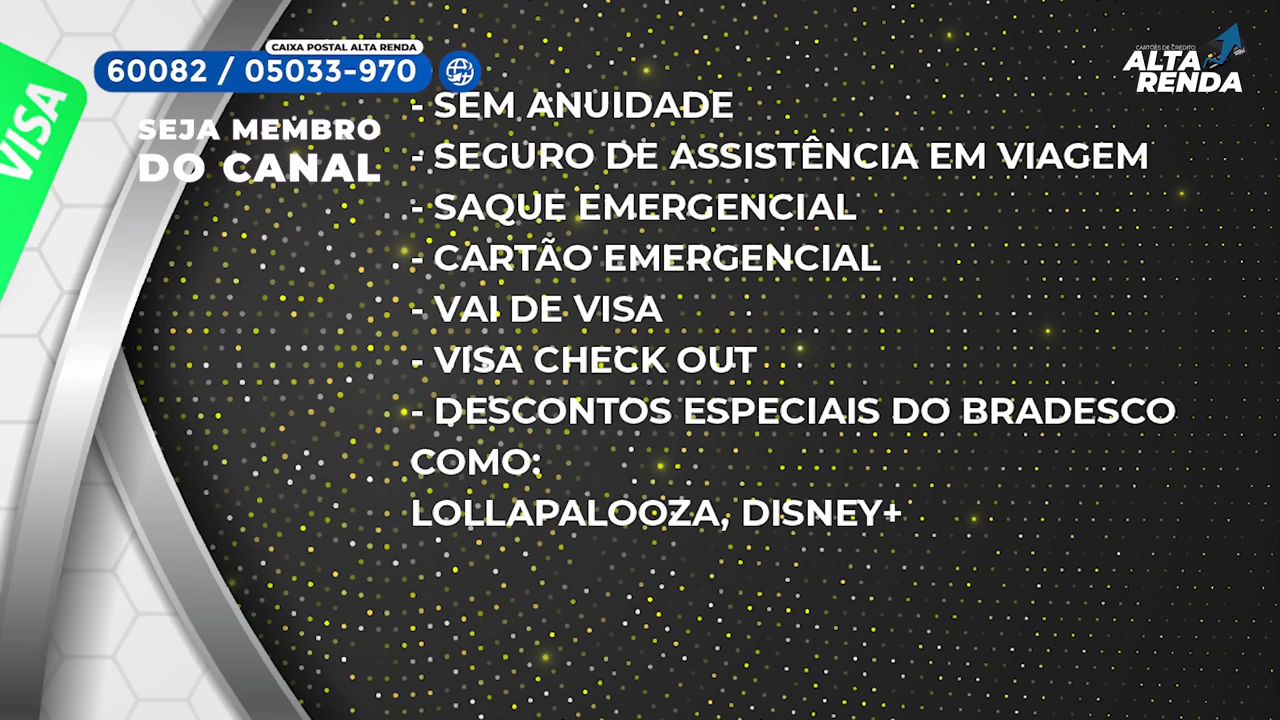 CAIXA POSTAL ALTA RENDA
60082 / 05033-970
SEJA MEMBRO
DO CANAL
VISA
CARTÕES DE CRÉDITO
ALTA
RENDA
- SEM ANUIDADE
- SEGURO DE ASSISTÊNCIA EM VIAGEM
- SAQUE EMERGENCIAL
- CARTÃO EMERGENCIAL
- VAI DE VISA
- VISA CHECK OUT
- DESCONTOS ESPECIAIS DO BRADESCO
COMO:
LOLLAPALOOZA, DISNEY+